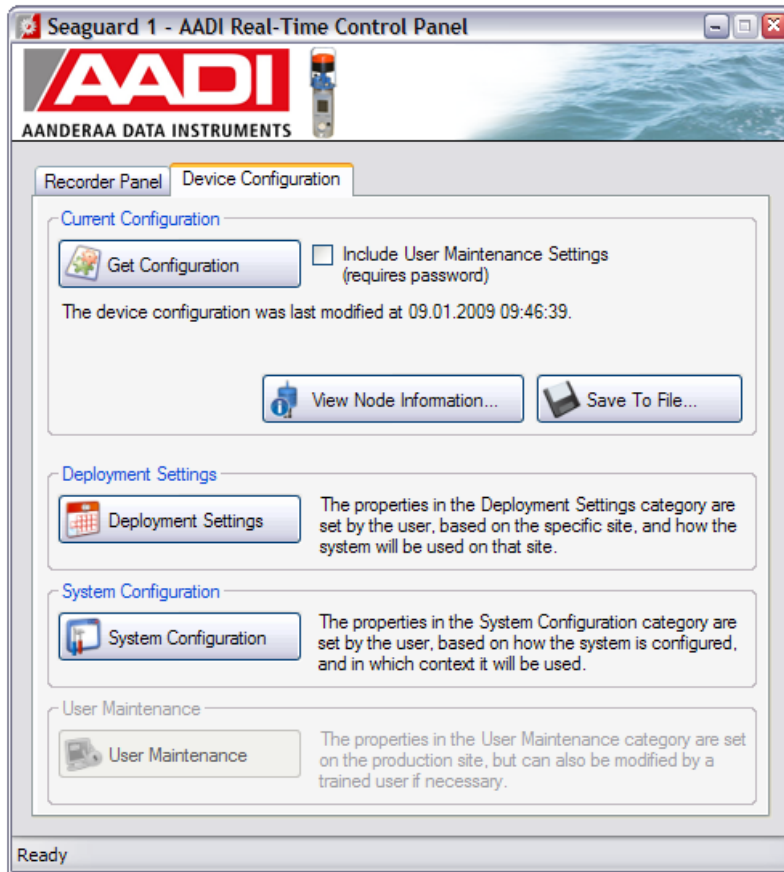 Seaguard 1 - AADI Real-Time Control Panel
AADI
AANDERAA DATA INSTRUMENTS
Recorder Panel
Device Configuration
Current Configuration
Get Configuration
Include User Maintenance Settings
(requires password)
The device configuration was last modified at 09.01.2009 09:46:39.
View Node Information...
Save To File...
Deployment Settings
Deployment Settings
The properties in the Deployment Settings category are
set by the user, based on the specific site, and how the
system will be used on that site.
System Configuration
System Configuration
The properties in the System Configuration category are
set by the user, based on how the system is configured,
and in which context it will be used.
User Maintenance
User Maintenance
The properties in the User Maintenance category are set
on the production site, but can also be modified by a
trained user if necessary.
Ready